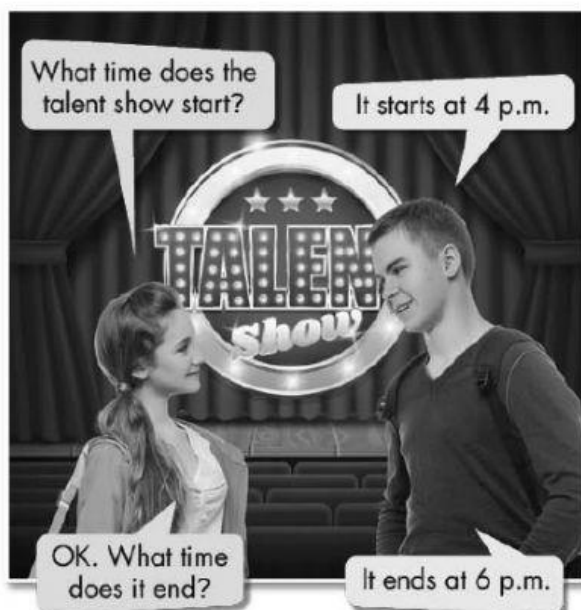 What time does the
talent show start?
It starts at 4 p.m.
TALEN
Show
OK. What time
does it end?
It ends at 6 p.m.